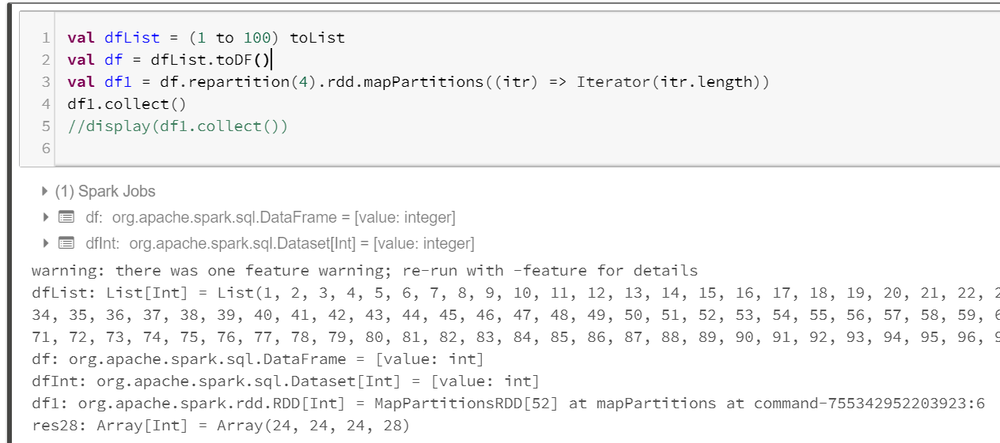 1 val dfList = (1 to 100) toList
2 val df = dfList.toDF()
3 val df1 = df.repartition(4).rdd.mapPartitions((itr) => Iterator(itr.length))
4 df1.collect()
5 //display(df1.collect())
6
(1) Spark Jobs
df: org.apache.spark.sql.DataFrame = [value: integer]
dfInt: org.apache.spark.sql.Dataset[Int] = [value: integer]
warning: there was one feature warning; re-run with -feature for details
dfList: List[Int] = List(1, 2, 3, 4, 5, 6, 7, 8, 9, 10, 11, 12, 13, 14, 15, 16, 17, 18, 19, 20, 21, 22,
34, 35, 36, 37, 38, 39, 40, 41, 42, 43, 44, 45, 46, 47, 48, 49, 50, 51, 52, 53, 54, 55, 56, 57, 58, 59,
71, 72, 73, 74, 75, 76, 77, 78, 79, 80, 81, 82, 83, 84, 85, 86, 87, 88, 89, 90, 91, 92, 93, 94, 95, 96,
df: org.apache.spark.sql.DataFrame = [value: int]
dfInt: org.apache.spark.sql.Dataset[Int] = [value: int]
df1: org.apache.spark.rdd.RDD[Int] = MapPartitionsRDD[52] at mapPartitions at command-755342952203923:6
res28: Array[Int] = Array(24, 24, 24, 28)